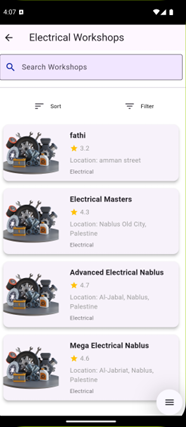 4:07
Electrical Workshops
Search Workshops
Sort
Filter
fathi
3.2
Location: amman street
Electrical
Electrical Masters
4.3
Location: Nablus Old City,
Palestine
Electrical
Advanced Electrical Nablus
4.7
Location: Al-Jabal, Nablus,
Palestine
Electrical
Mega Electrical Nablus
4.6
Location: Al-Jabriat, Nablus,
Palestine